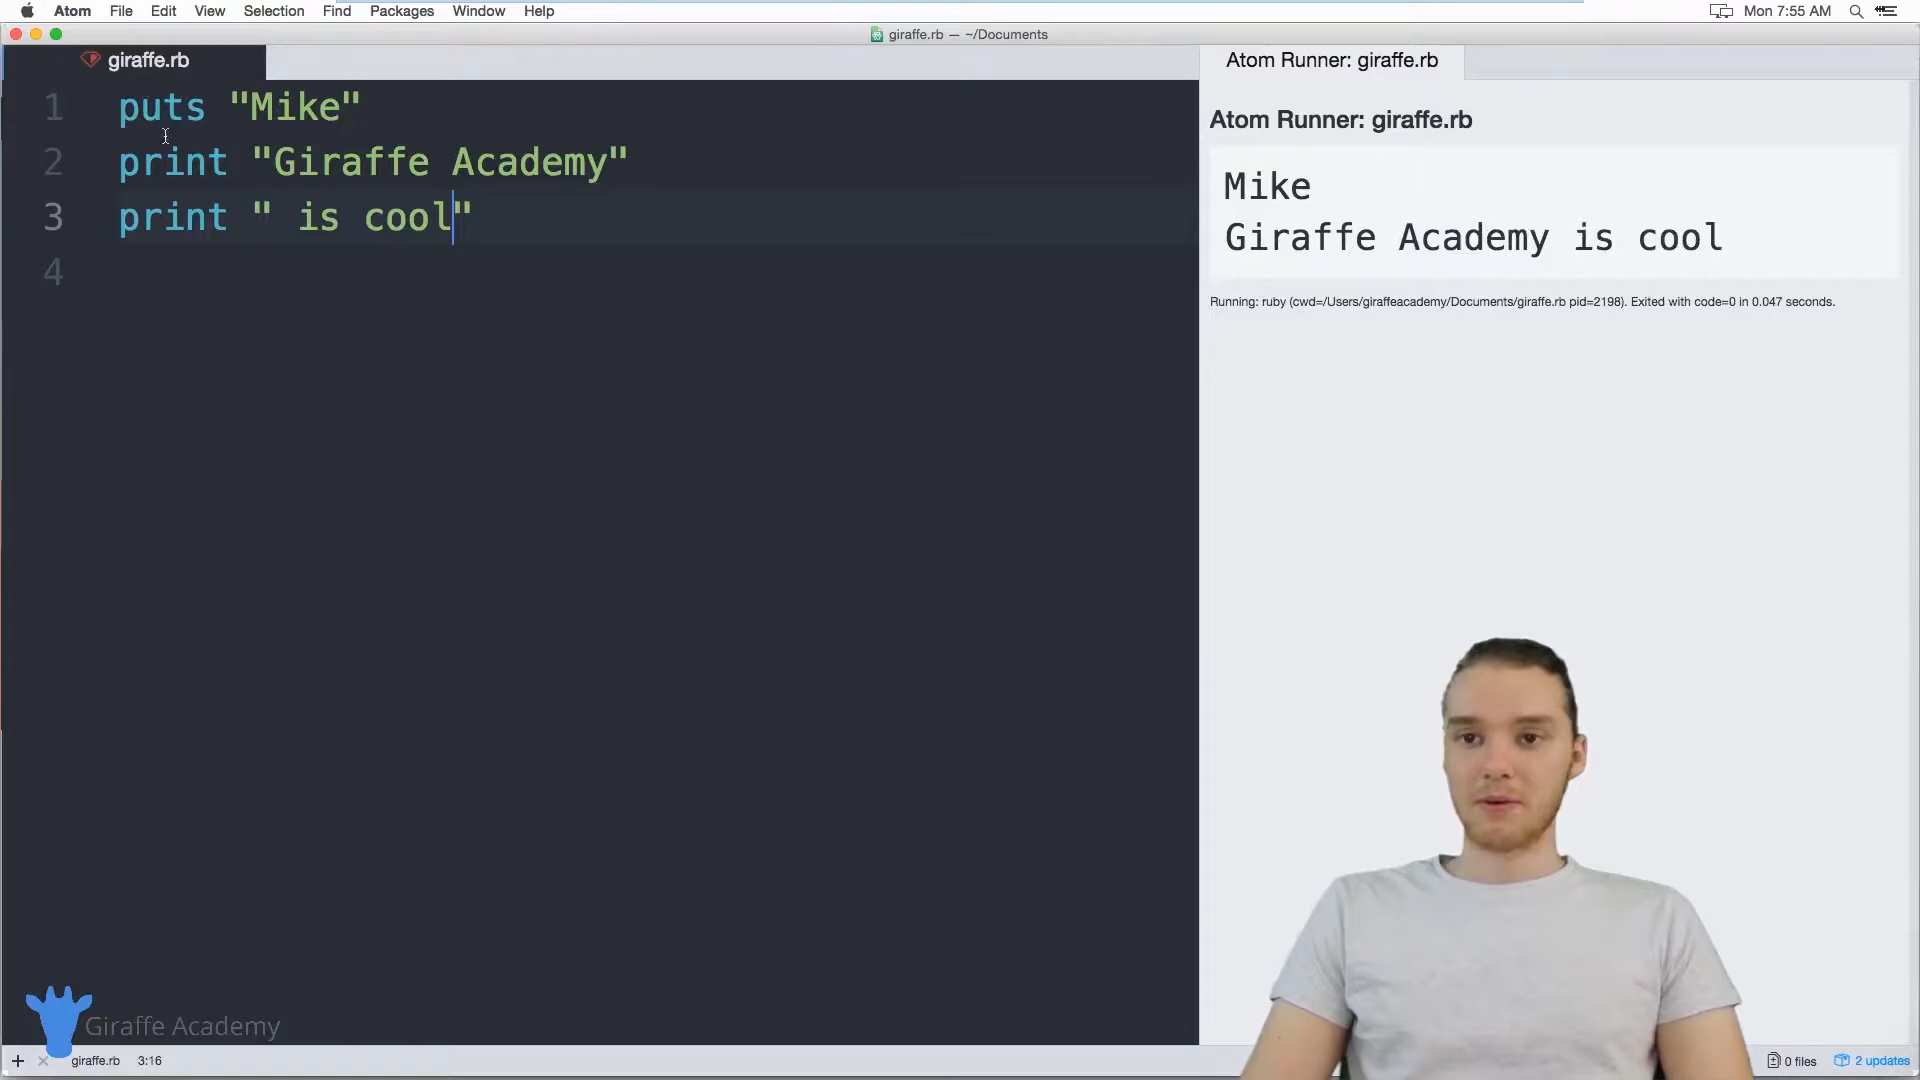 Atom File Edit View Selection Find Packages Window Help Mon 7:55 AM
giraffe.rb — ~/Documents
giraffe.rb
Atom Runner: giraffe.rb
1 puts "Mike"
2 print "Giraffe Academy"
3 print " is cool"
4
Atom Runner: giraffe.rb
Mike
Giraffe Academy is cool
Running: ruby (cwd=/Users/giraffeacademy/Documents/giraffe.rb pid=2198). Exited with code=0 in 0.047 seconds.
Giraffe Academy
giraffe.rb 3:16
0 files 2 updates